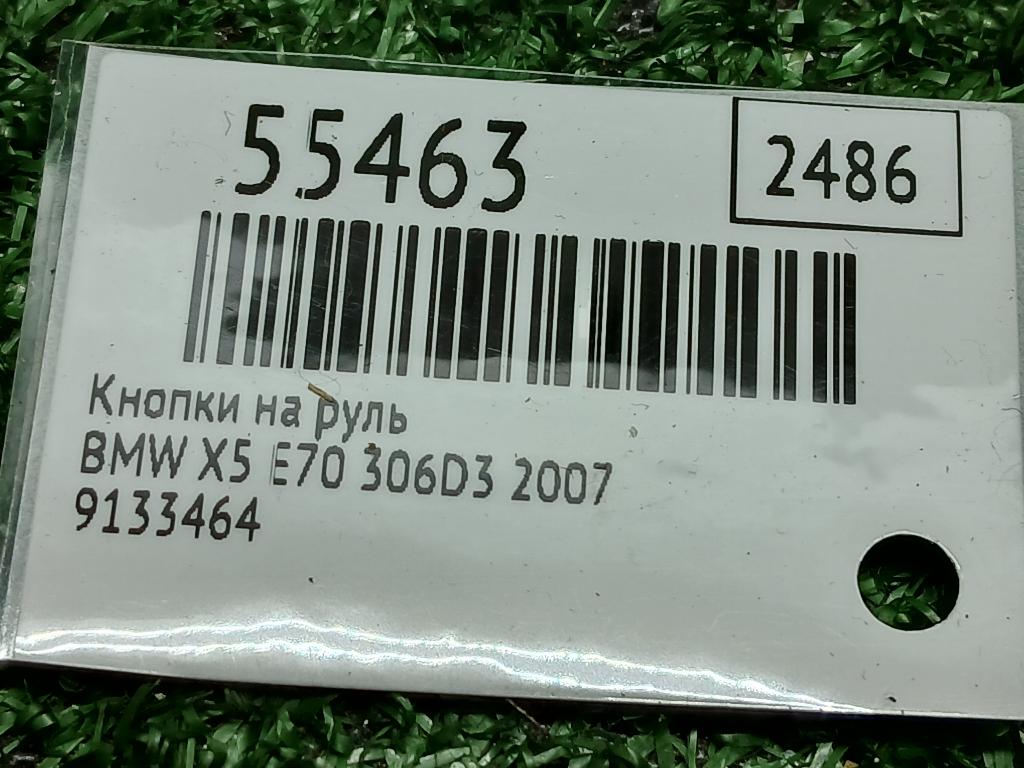 55463
2486
Кнопки на руль
BMW X5 E70 306D3 2007
9133464